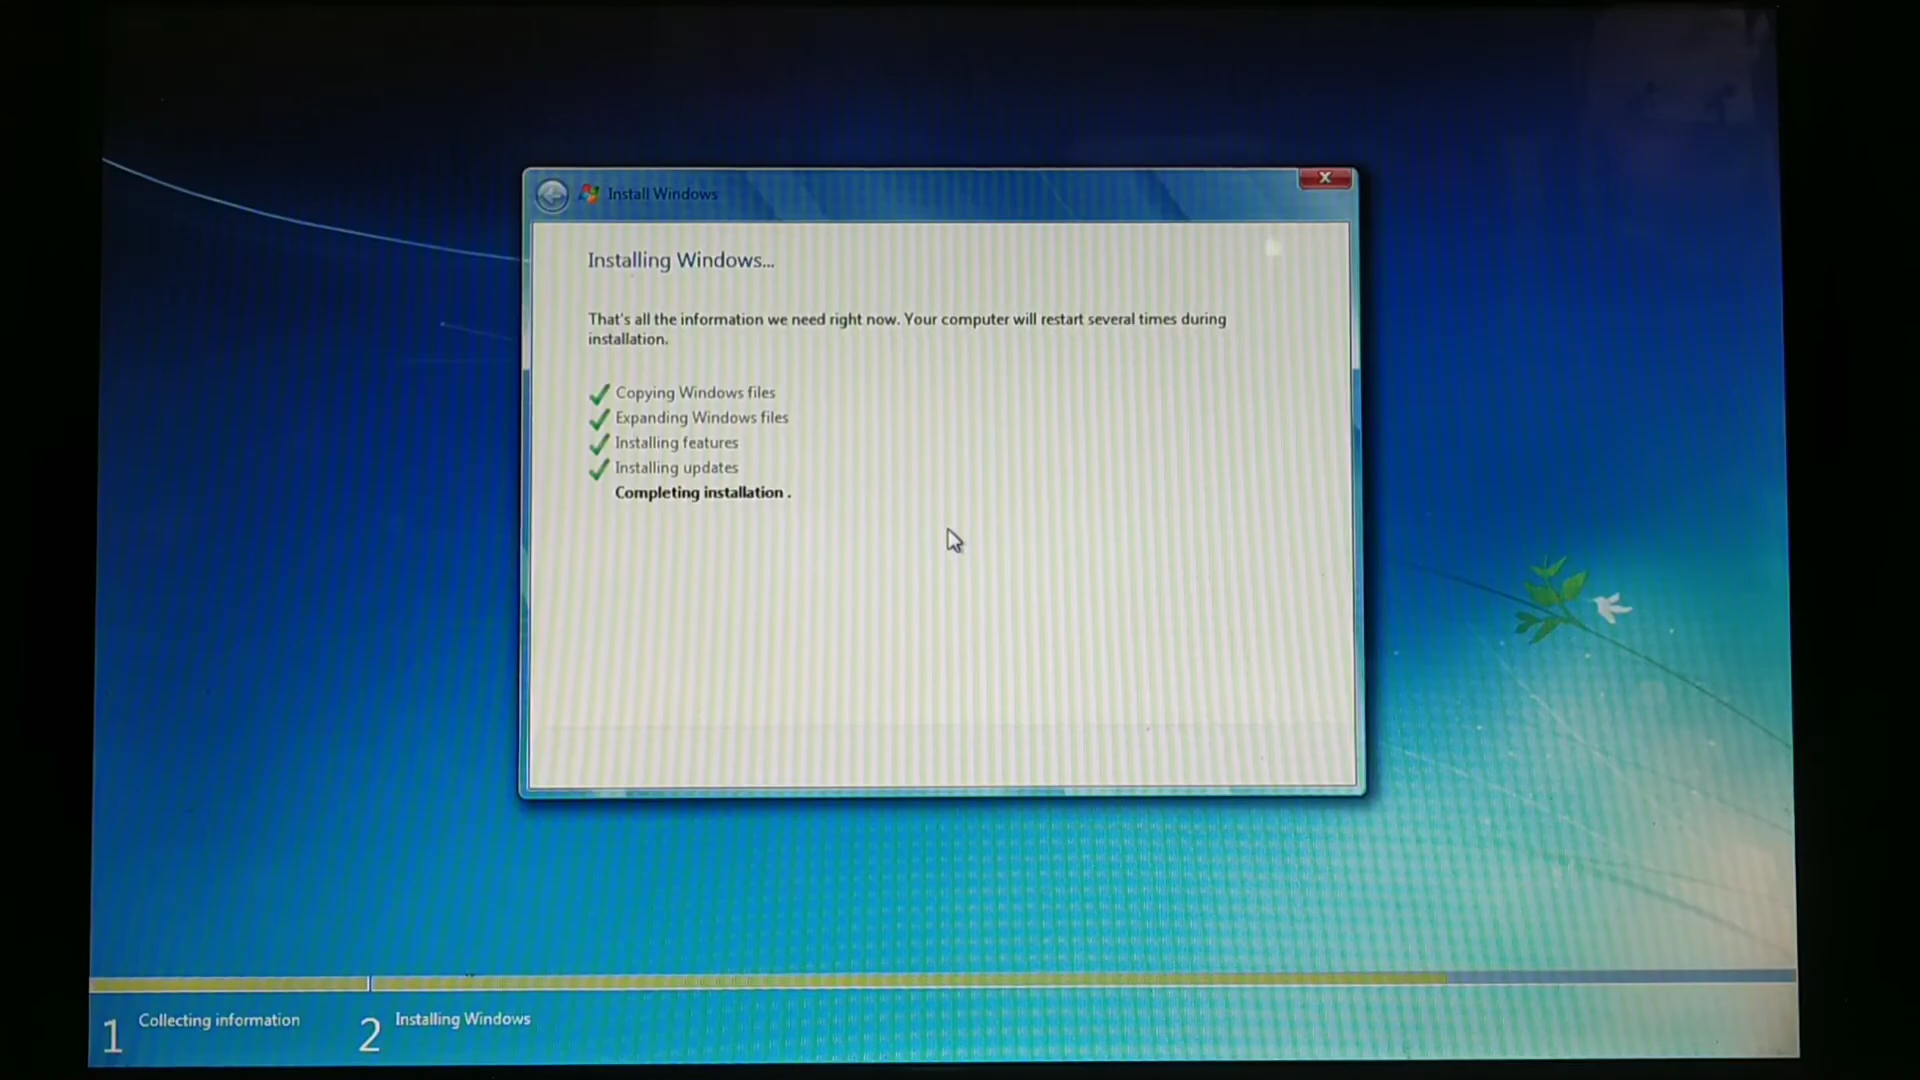 Install Windows
Installing Windows...
That's all the information we need right now. Your computer will restart several times during
installation.
Copying Windows files
Expanding Windows files
Installing features
Installing updates
Completing installation .
1 Collecting information
2 Installing Windows